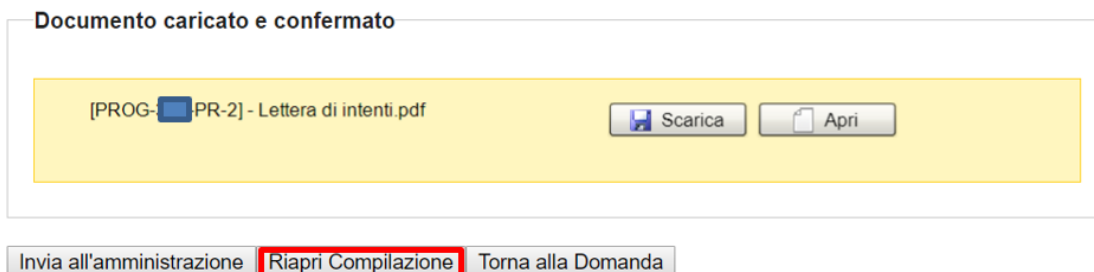 Documento caricato e confermato
[PROG- -PR-2] - Lettera di intenti.pdf
Scarica
Apri
Invia all'amministrazione
Riapri Compilazione
Torna alla Domanda